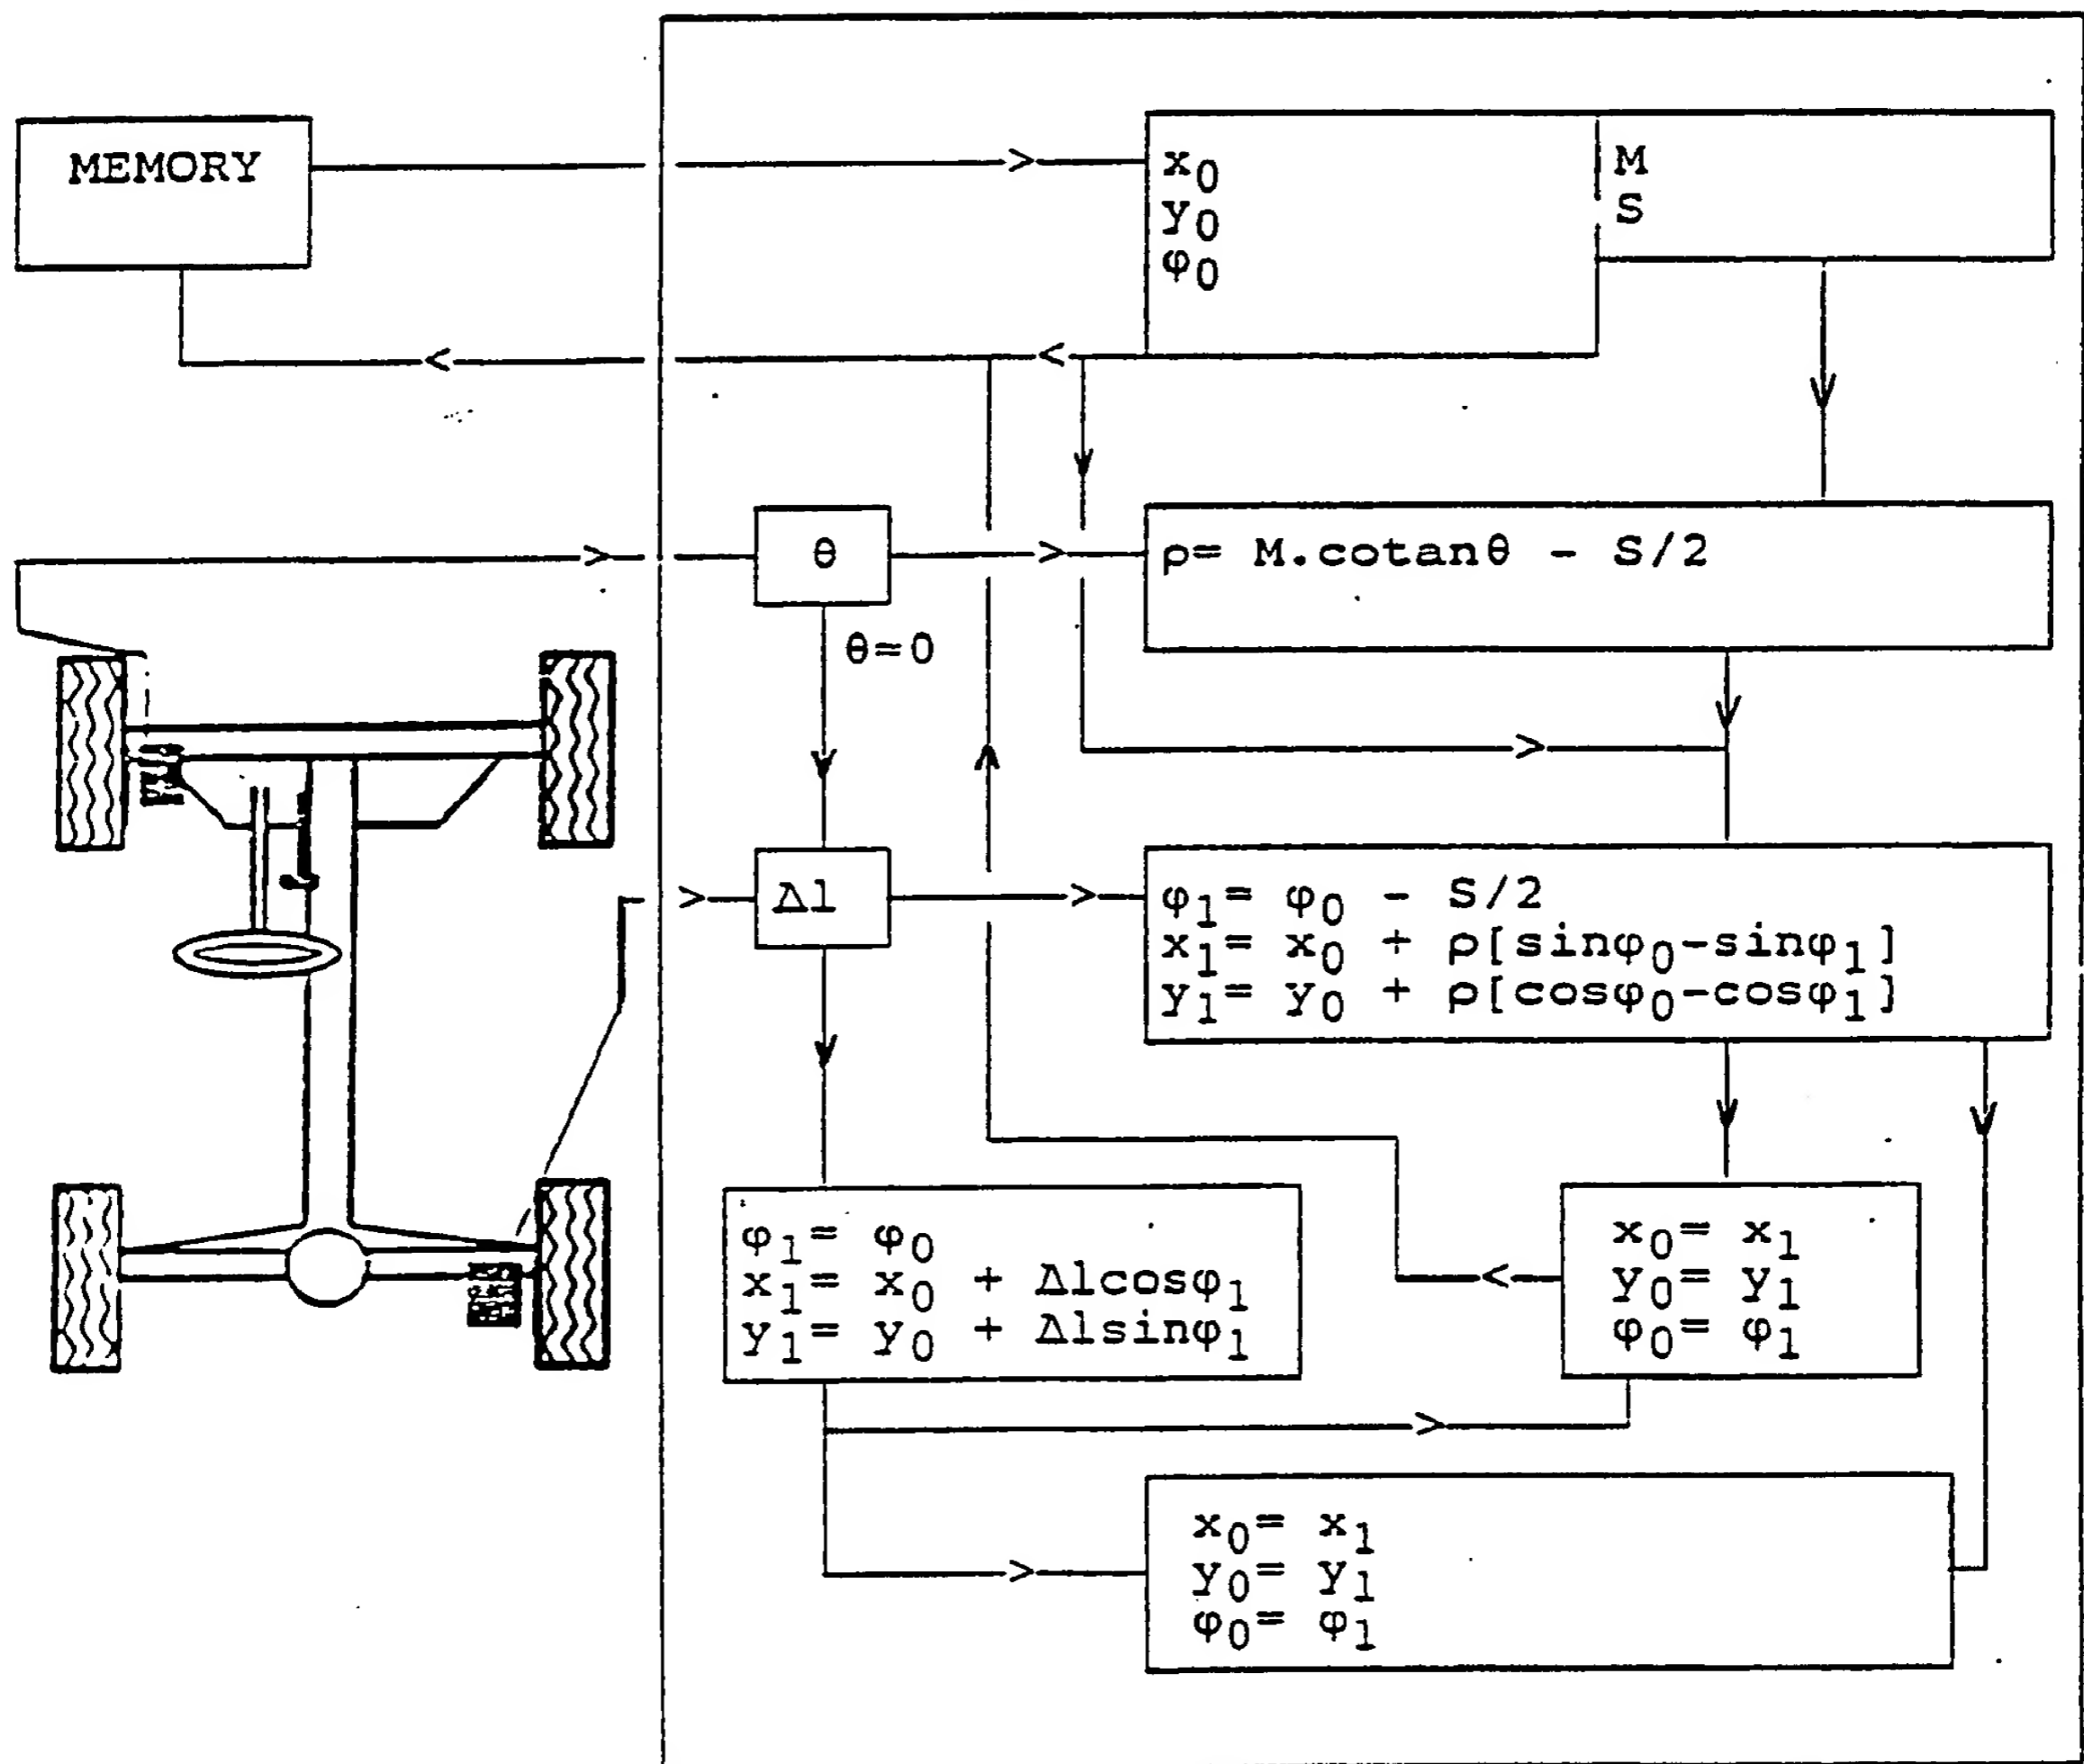 MEMORY
x₀
y₀
φ₀
M
S
θ
ρ= M.cotanθ - S/2
θ=0
Δl
φ₁= φ₀ - S/2
x₁= x₀ + ρ[sinφ₀-sinφ₁]
y₁= y₀ + ρ[cosφ₀-cosφ₁]
φ₁= φ₀
x₁= x₀ + Δlcosφ₁
y₁= y₀ + Δlsinφ₁
x₀= x₁
y₀= y₁
φ₀= φ₁
x₀= x₁
y₀= y₁
φ₀= φ₁